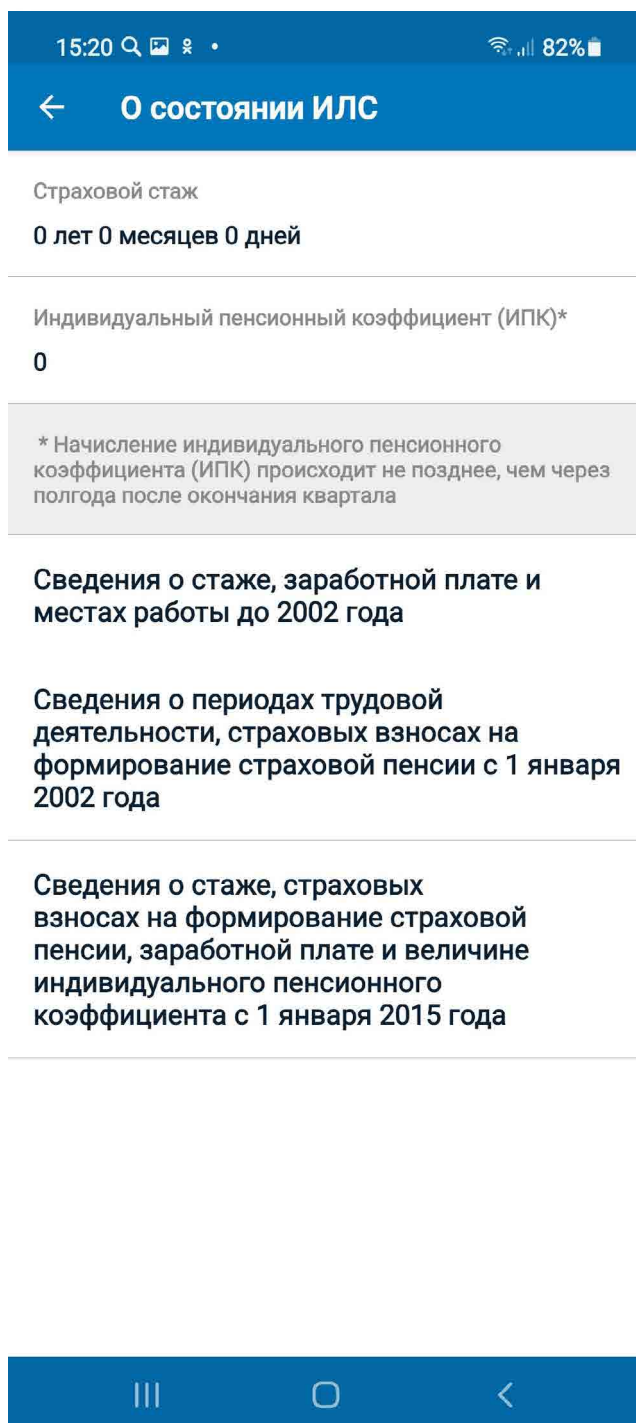 15:20
82%
О состоянии ИЛС
Страховой стаж
0 лет 0 месяцев 0 дней
Индивидуальный пенсионный коэффициент (ИПК)*
0
* Начисление индивидуального пенсионного
коэффициента (ИПК) происходит не позднее, чем через
полгода после окончания квартала
Сведения о стаже, заработной плате и
местах работы до 2002 года
Сведения о периодах трудовой
деятельности, страховых взносах на
формирование страховой пенсии с 1 января
2002 года
Сведения о стаже, страховых
взносах на формирование страховой
пенсии, заработной плате и величине
индивидуального пенсионного
коэффициента с 1 января 2015 года